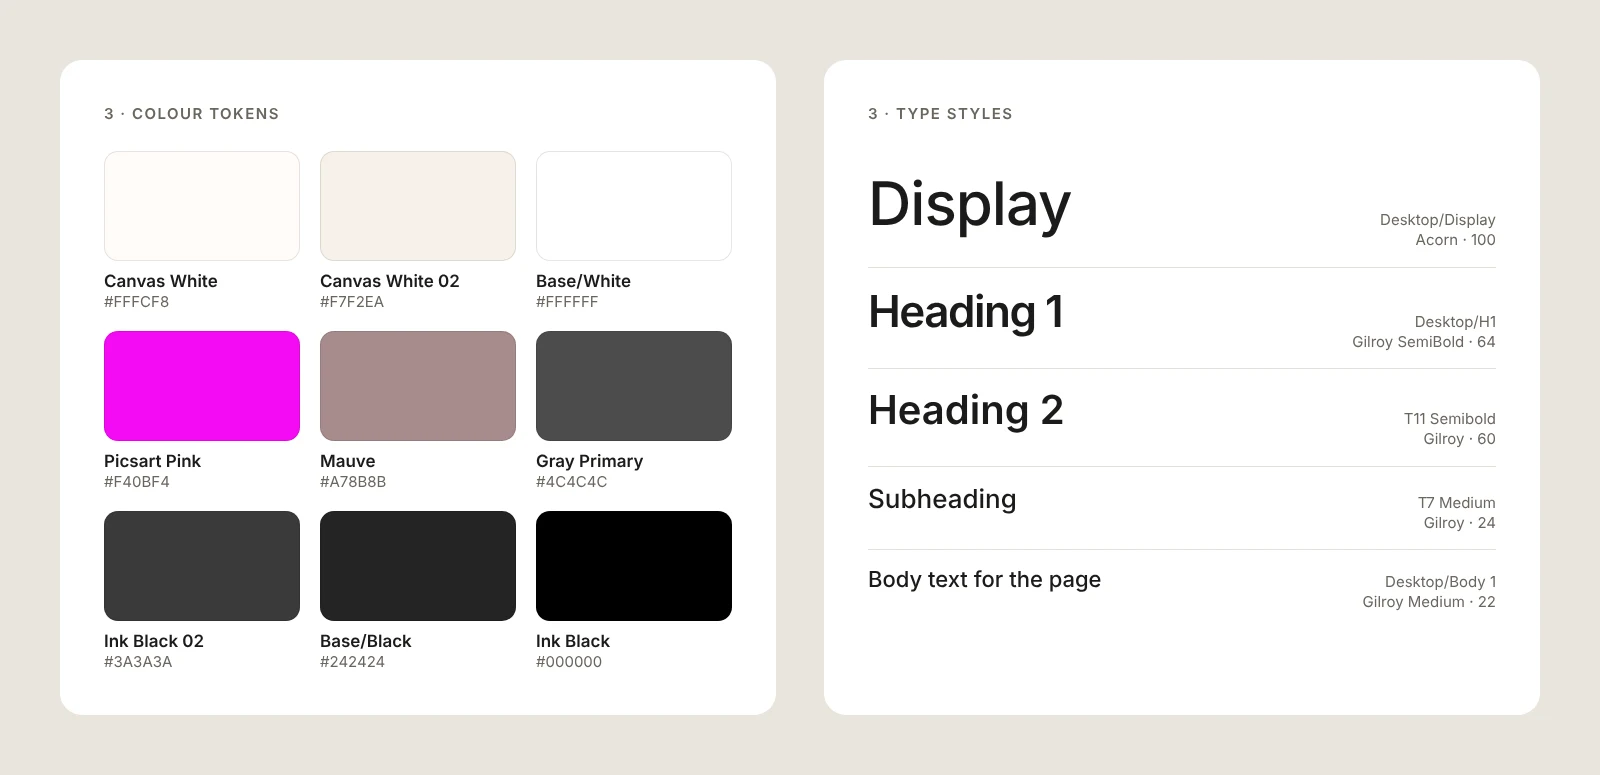 3 · COLOUR TOKENS
Canvas White
#FFFCF8
Canvas White 02
#F7F2EA
Base/White
#FFFFFF
Picsart Pink
#F40BF4
Mauve
#A78B8B
Gray Primary
#4C4C4C
Ink Black 02
#3A3A3A
Base/Black
#242424
Ink Black
#000000
3 · TYPE STYLES
Display
Desktop/Display
Acorn · 100
Heading 1
Desktop/H1
Gilroy SemiBold · 64
Heading 2
T11 Semibold
Gilroy · 60
Subheading
T7 Medium
Gilroy · 24
Body text for the page
Desktop/Body 1
Gilroy Medium · 22